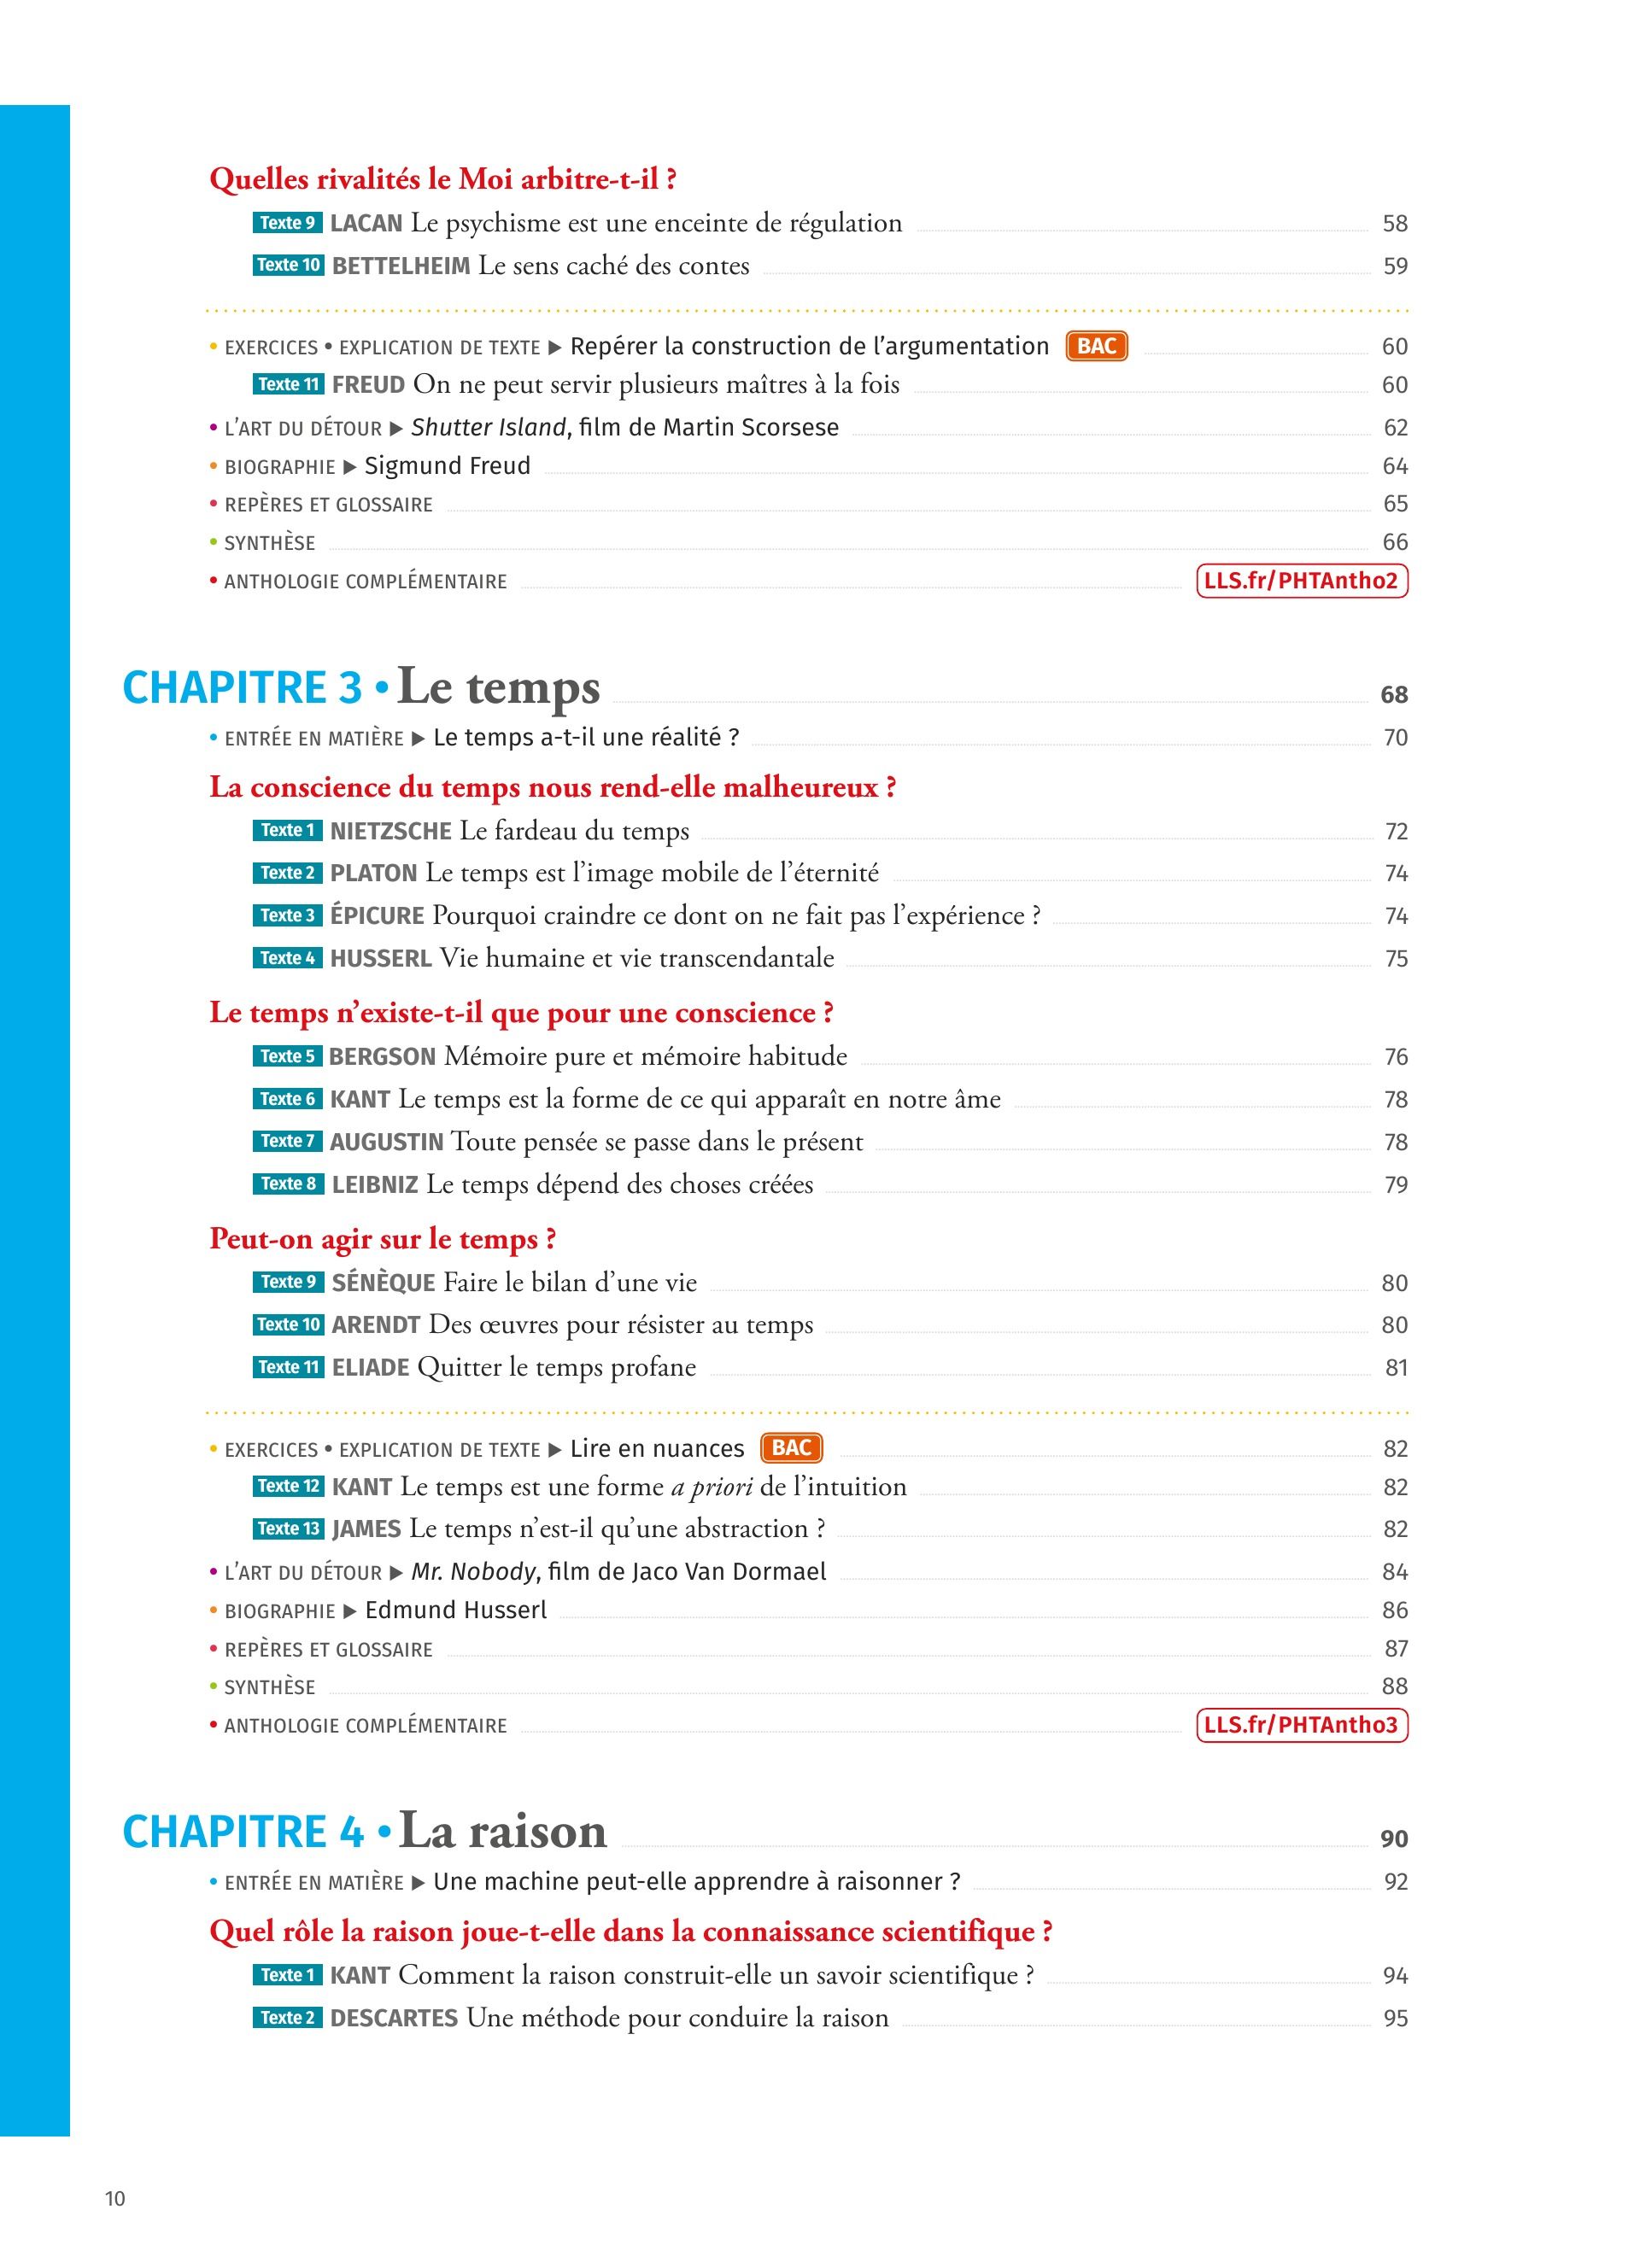 Quelles rivalités le Moi arbitre-t-il ?
Texte 9 LACAN Le psychisme est une enceinte de régulation 58
Texte 10 BETTELHEIM Le sens caché des contes 59
• EXERCICES • EXPLICATION DE TEXTE ▶ Repérer la construction de l’argumentation BAC 60
Texte 11 FREUD On ne peut servir plusieurs maîtres à la fois 60
• L’ART DU DÉTOUR ▶ Shutter Island, film de Martin Scorsese 62
• BIOGRAPHIE ▶ Sigmund Freud 64
• REPÈRES ET GLOSSAIRE 65
• SYNTHÈSE 66
• ANTHOLOGIE COMPLÉMENTAIRE LLS.fr/PHTAntho2
CHAPITRE 3 • Le temps 68
• ENTRÉE EN MATIÈRE ▶ Le temps a-t-il une réalité ? 70
La conscience du temps nous rend-elle malheureux ?
Texte 1 NIETZSCHE Le fardeau du temps 72
Texte 2 PLATON Le temps est l’image mobile de l’éternité 74
Texte 3 ÉPICURE Pourquoi craindre ce dont on ne fait pas l’expérience ? 74
Texte 4 HUSSERL Vie humaine et vie transcendantale 75
Le temps n’existe-t-il que pour une conscience ?
Texte 5 BERGSON Mémoire pure et mémoire habitude 76
Texte 6 KANT Le temps est la forme de ce qui apparaît en notre âme 78
Texte 7 AUGUSTIN Toute pensée se passe dans le présent 78
Texte 8 LEIBNIZ Le temps dépend des choses créées 79
Peut-on agir sur le temps ?
Texte 9 SÉNÈQUE Faire le bilan d’une vie 80
Texte 10 ARENDT Des œuvres pour résister au temps 80
Texte 11 ELIADE Quitter le temps profane 81
• EXERCICES • EXPLICATION DE TEXTE ▶ Lire en nuances BAC 82
Texte 12 KANT Le temps est une forme a priori de l’intuition 82
Texte 13 JAMES Le temps n’est-il qu’une abstraction ? 82
• L’ART DU DÉTOUR ▶ Mr. Nobody, film de Jaco Van Dormael 84
• BIOGRAPHIE ▶ Edmund Husserl 86
• REPÈRES ET GLOSSAIRE 87
• SYNTHÈSE 88
• ANTHOLOGIE COMPLÉMENTAIRE LLS.fr/PHTAntho3
CHAPITRE 4 • La raison 90
• ENTRÉE EN MATIÈRE ▶ Une machine peut-elle apprendre à raisonner ? 92
Quel rôle la raison joue-t-elle dans la connaissance scientifique ?
Texte 1 KANT Comment la raison construit-elle un savoir scientifique ? 94
Texte 2 DESCARTES Une méthode pour conduire la raison 95
10